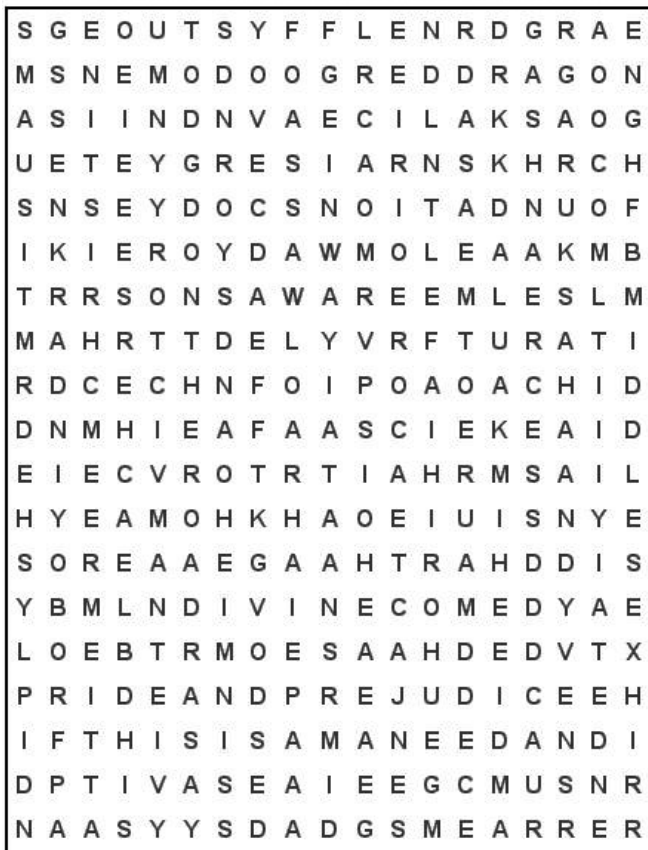 S G E O U T S Y F F L E N R D G R A E
M S N E M O D O O G R E D D R A G O N
A S I I N D N V A E C I L A K S A O G
U E T E Y G R E S I A R N S K H R C H
S N S E Y D O C S N O I T A D N U O F
I K I E R O Y D A W M O L E A A K M B
T R R S O N S A W A R E E M L E S L M
M A H R T T D E L Y V R F T U R A T I
R D C E C H N F O I P O A O A C H I D
D N M H I E A F A A S C I E K E A I D
E I E C V R O T R T I A H R M S A I L
H Y E A M O H K H A O E I U I S N Y E
S O R E A A E G A A H T R A H D D I S
Y B M L N D I V I N E C O M E D Y A E
L O E B T R M O E S A A H D E D V T X
P R I D E A N D P R E J U D I C E E H
I F T H I S I S A M A N E E D A N D I
D P T I V A S E A I E E G C M U S N R
N A A S Y Y S D A D G S M E A R R E R